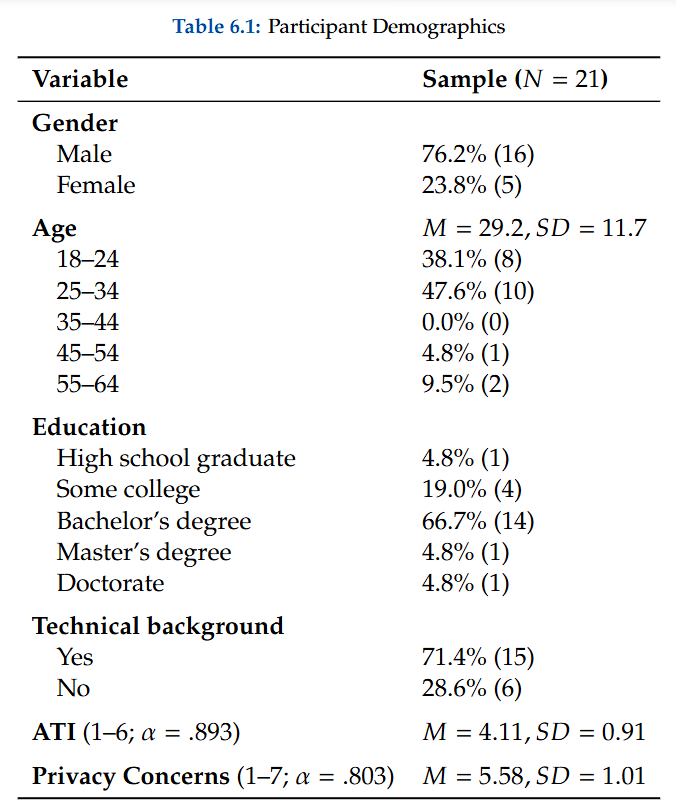 Table 6.1: Participant Demographics
Variable Sample (N = 21)
Gender
Male 76.2% (16)
Female 23.8% (5)
Age M = 29.2, SD = 11.7
18–24 38.1% (8)
25–34 47.6% (10)
35–44 0.0% (0)
45–54 4.8% (1)
55–64 9.5% (2)
Education
High school graduate 4.8% (1)
Some college 19.0% (4)
Bachelor’s degree 66.7% (14)
Master’s degree 4.8% (1)
Doctorate 4.8% (1)
Technical background
Yes 71.4% (15)
No 28.6% (6)
ATI (1–6; α = .893) M = 4.11, SD = 0.91
Privacy Concerns (1–7; α = .803) M = 5.58, SD = 1.01